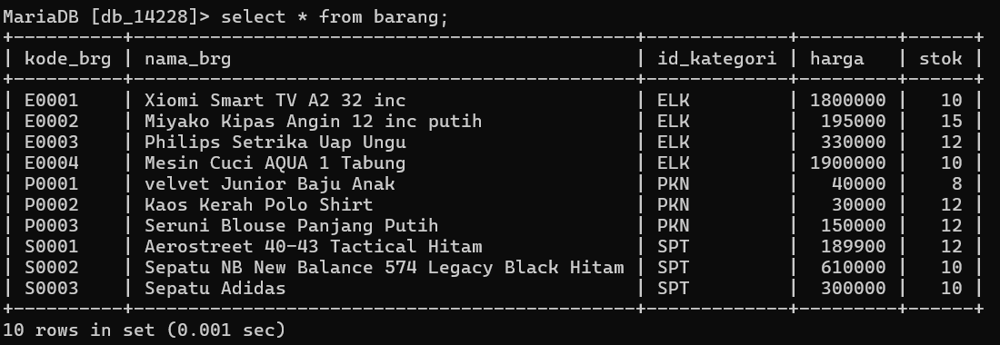 MariaDB [db_14228]> select * from barang;
+----------+----------------------------------------------+-------------+---------+------+
| kode_brg | nama_brg                                     | id_kategori | harga   | stok |
+----------+----------------------------------------------+-------------+---------+------+
| E0001    | Xiomi Smart TV A2 32 inc                     | ELK         | 1800000 |   10 |
| E0002    | Miyako Kipas Angin 12 inc putih              | ELK         |  195000 |   15 |
| E0003    | Philips Setrika Uap Ungu                     | ELK         |  330000 |   12 |
| E0004    | Mesin Cuci AQUA 1 Tabung                     | ELK         | 1900000 |   10 |
| P0001    | velvet Junior Baju Anak                      | PKN         |   40000 |    8 |
| P0002    | Kaos Kerah Polo Shirt                        | PKN         |   30000 |   12 |
| P0003    | Seruni Blouse Panjang Putih                  | PKN         |  150000 |   12 |
| S0001    | Aerostreet 40-43 Tactical Hitam              | SPT         |  189900 |   12 |
| S0002    | Sepatu NB New Balance 574 Legacy Black Hitam | SPT         |  610000 |   10 |
| S0003    | Sepatu Adidas                                | SPT         |  300000 |   10 |
+----------+----------------------------------------------+-------------+---------+------+
10 rows in set (0.001 sec)